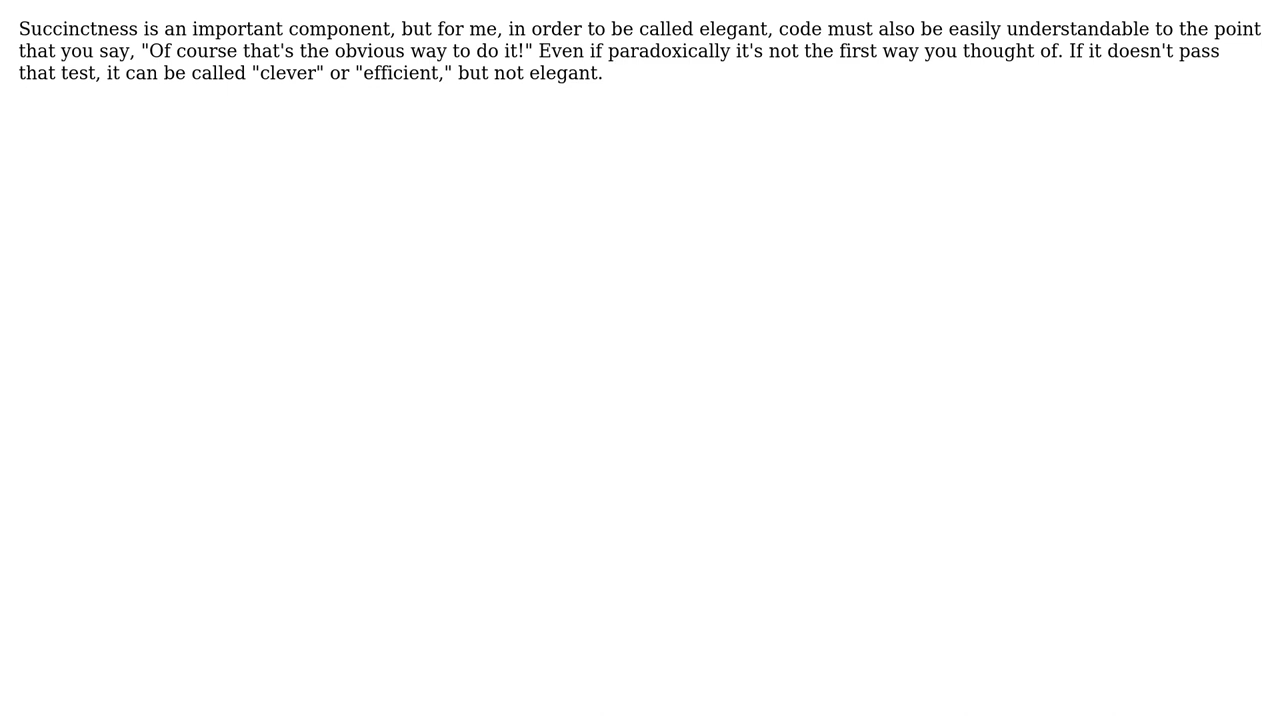 Succinctness is an important component, but for me, in order to be called elegant, code must also be easily understandable to the point
that you say, "Of course that's the obvious way to do it!" Even if paradoxically it's not the first way you thought of. If it doesn't pass
that test, it can be called "clever" or "efficient," but not elegant.